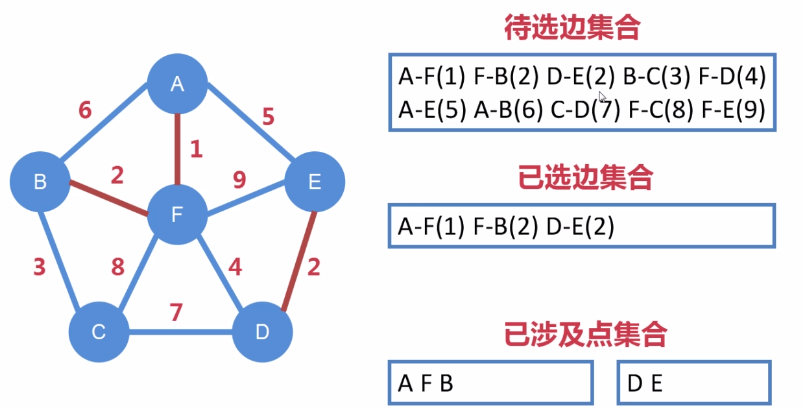 待选边集合
A-F(1) F-B(2) D-E(2) B-C(3) F-D(4)
A-E(5) A-B(6) C-D(7) F-C(8) F-E(9)
已选边集合
A-F(1) F-B(2) D-E(2)
已涉及点集合
A F B
D E
A
6
5
1
B
2
9
E
F
3
8
4
2
7
C
D